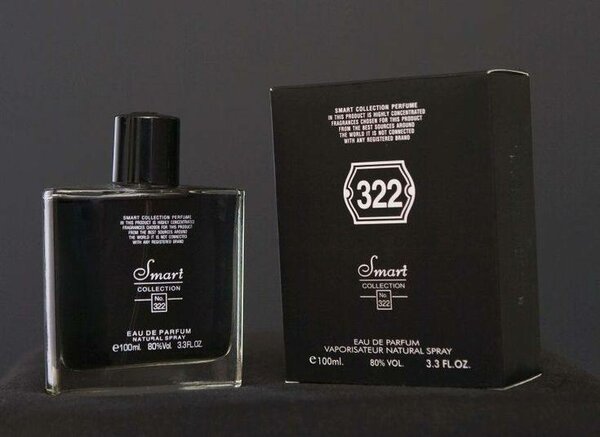 SMART COLLECTION PERFUME
IN THIS PRODUCT IS HIGHLY CONCENTRATED
FRAGRANCES CHOSEN FOR THIS PRODUCT
FROM THE BEST SOURCES AROUND
THE WORLD IT IS NOT CONNECTED
WITH ANY REGISTERED BRAND
Smart
COLLECTION
No.
322
EAU DE PARFUM
NATURAL SPRAY
e100ml. 80%Vol. 3.3 FL.OZ.
SMART COLLECTION PERFUME
IN THIS PRODUCT IS HIGHLY CONCENTRATED
FRAGRANCES CHOSEN FOR THIS PRODUCT
FROM THE BEST SOURCES AROUND
THE WORLD IT IS NOT CONNECTED
WITH ANY REGISTERED BRAND
322
Smart
COLLECTION
No.
322
EAU DE PARFUM
VAPORISATEUR NATURAL SPRAY
e100ml. 80% VOL. 3.3 FL.OZ.